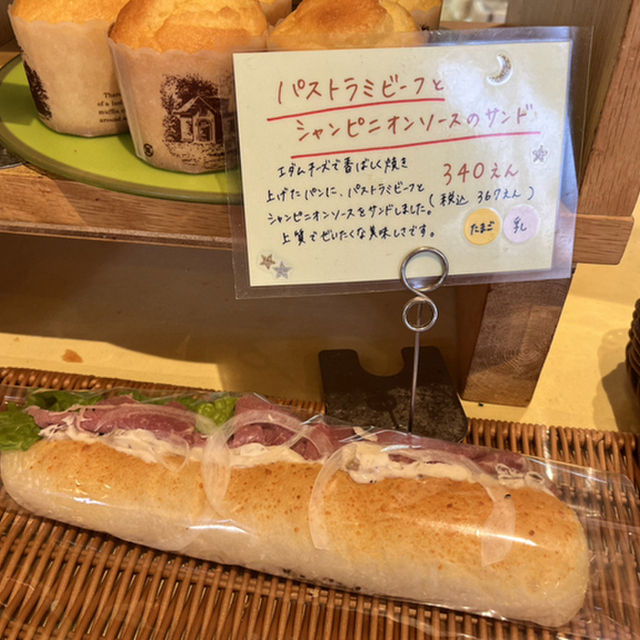 パストラミビーフと
シャンピニオンソースのサンド
エダムチーズで香ばしく焼き
上げたパンに、パストラミビーフと
シャンピニオンソースをサンドしました。
上質でぜいたくな美味しさです。
340えん
(税込 367えん)
たまご
乳